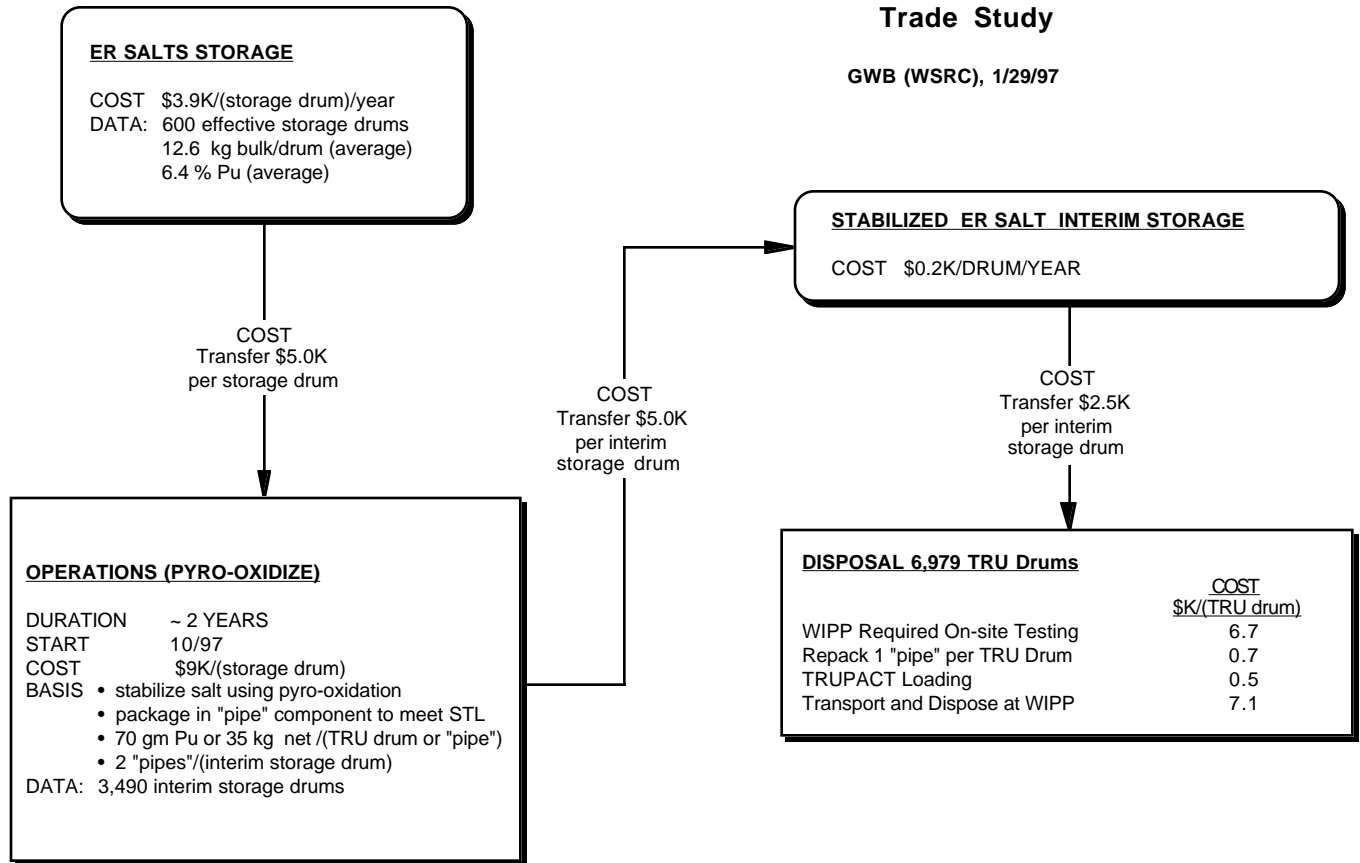 Trade Study
GWB (WSRC), 1/29/97
ER SALTS STORAGE
COST $3.9K/(storage drum)/year
DATA: 600 effective storage drums
12.6 kg bulk/drum (average)
6.4 % Pu (average)
COST
Transfer $5.0K
per storage drum
OPERATIONS (PYRO-OXIDIZE)
DURATION ~ 2 YEARS
START 10/97
COST $9K/(storage drum)
BASIS • stabilize salt using pyro-oxidation
• package in "pipe" component to meet STL
• 70 gm Pu or 35 kg net /(TRU drum or "pipe")
• 2 "pipes"/(interim storage drum)
DATA: 3,490 interim storage drums
COST
Transfer $5.0K
per interim
storage drum
STABILIZED ER SALT INTERIM STORAGE
COST $0.2K/DRUM/YEAR
COST
Transfer $2.5K
per interim
storage drum
DISPOSAL 6,979 TRU Drums
COST
$K/(TRU drum)
WIPP Required On-site Testing 6.7
Repack 1 "pipe" per TRU Drum 0.7
TRUPACT Loading 0.5
Transport and Dispose at WIPP 7.1